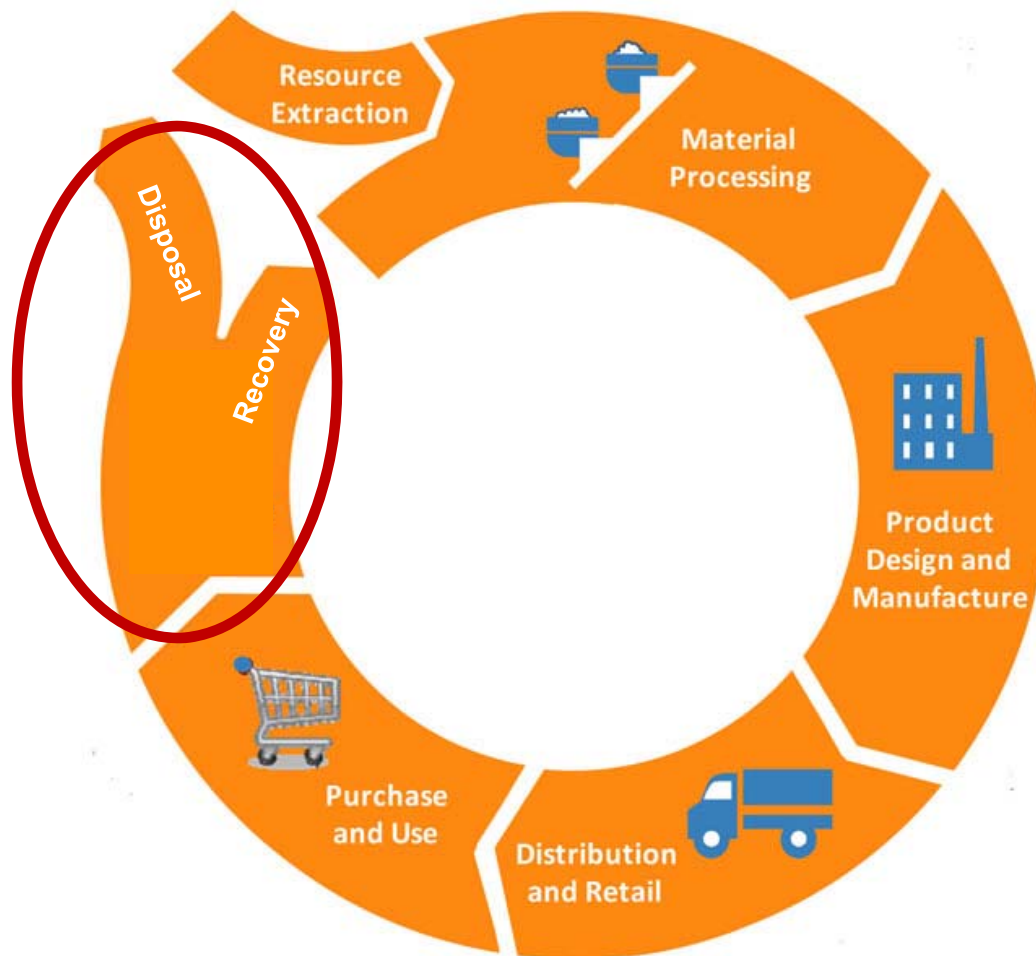 Resource
Extraction
Material
Processing
Product
Design and
Manufacture
Distribution
and Retail
Purchase
and Use
Recovery
Disposal